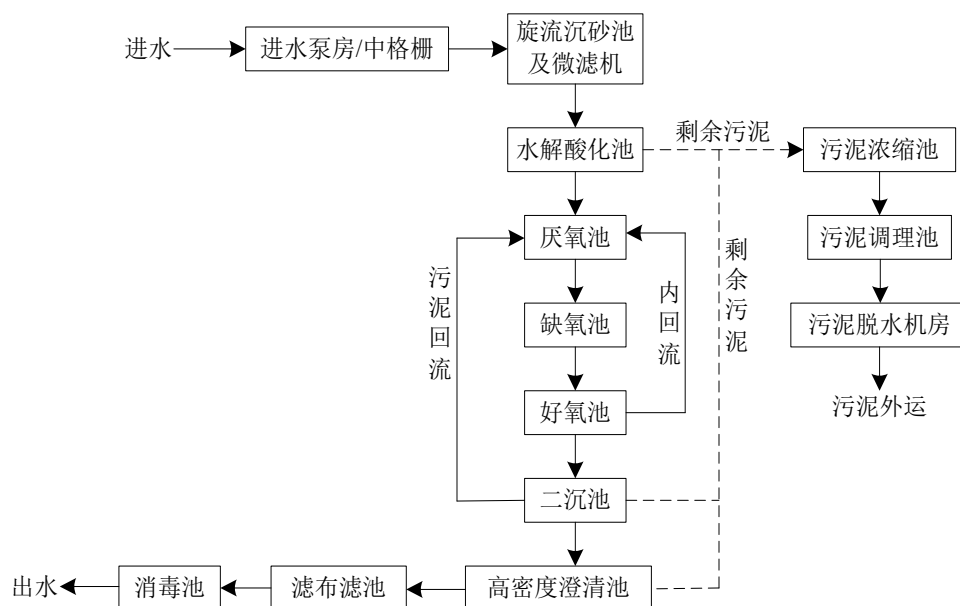 进水
进水泵房/中格栅
旋流沉砂池
及微滤机
水解酸化池
剩余污泥
污泥浓缩池
厌氧池
污泥调理池
污泥回流
内回流
剩余污泥
缺氧池
污泥脱水机房
好氧池
污泥外运
二沉池
出水
消毒池
滤布滤池
高密度澄清池